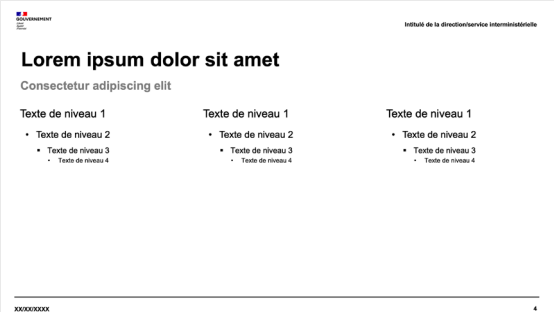 GOUVERNEMENT
Liberté
Égalité
Fraternité
Intitulé de la direction/service interministérielle
Lorem ipsum dolor sit amet
Consectetur adipiscing elit
Texte de niveau 1
• Texte de niveau 2
▪ Texte de niveau 3
• Texte de niveau 4
Texte de niveau 1
• Texte de niveau 2
▪ Texte de niveau 3
• Texte de niveau 4
Texte de niveau 1
• Texte de niveau 2
▪ Texte de niveau 3
• Texte de niveau 4
XX/XX/XXXX
4